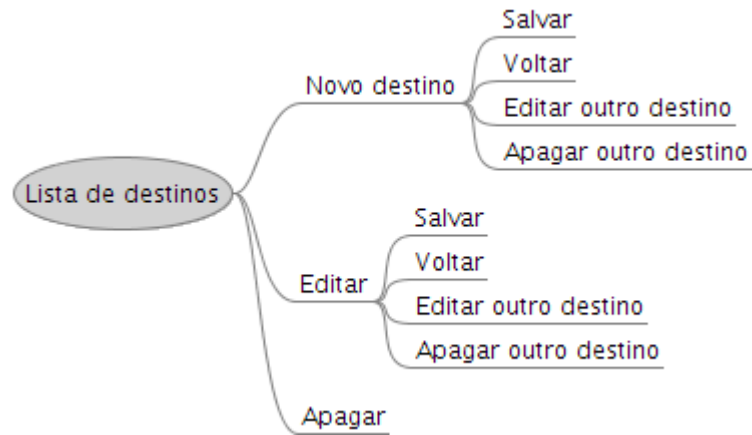 Lista de destinos
Novo destino
Salvar
Voltar
Editar outro destino
Apagar outro destino
Editar
Salvar
Voltar
Editar outro destino
Apagar outro destino
Apagar